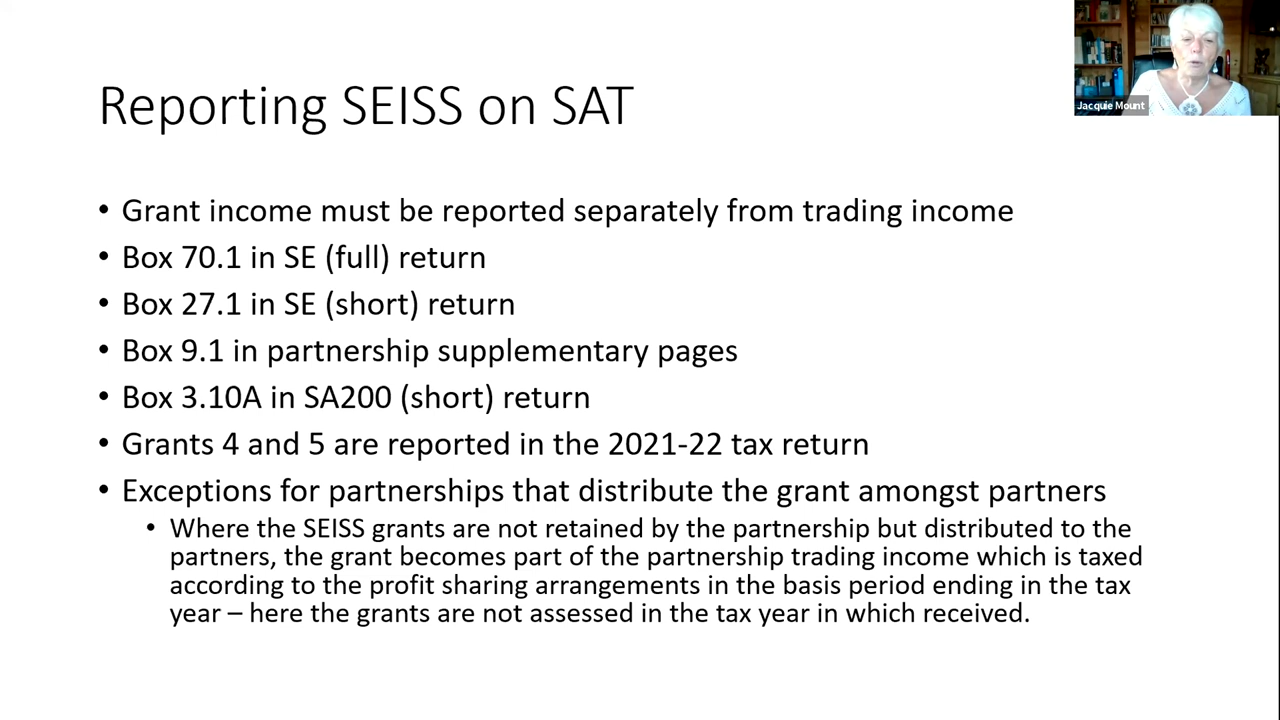 Jacquie Mount
Reporting SEISS on SAT
• Grant income must be reported separately from trading income
• Box 70.1 in SE (full) return
• Box 27.1 in SE (short) return
• Box 9.1 in partnership supplementary pages
• Box 3.10A in SA200 (short) return
• Grants 4 and 5 are reported in the 2021-22 tax return
• Exceptions for partnerships that distribute the grant amongst partners
• Where the SEISS grants are not retained by the partnership but distributed to the
partners, the grant becomes part of the partnership trading income which is taxed
according to the profit sharing arrangements in the basis period ending in the tax
year – here the grants are not assessed in the tax year in which received.